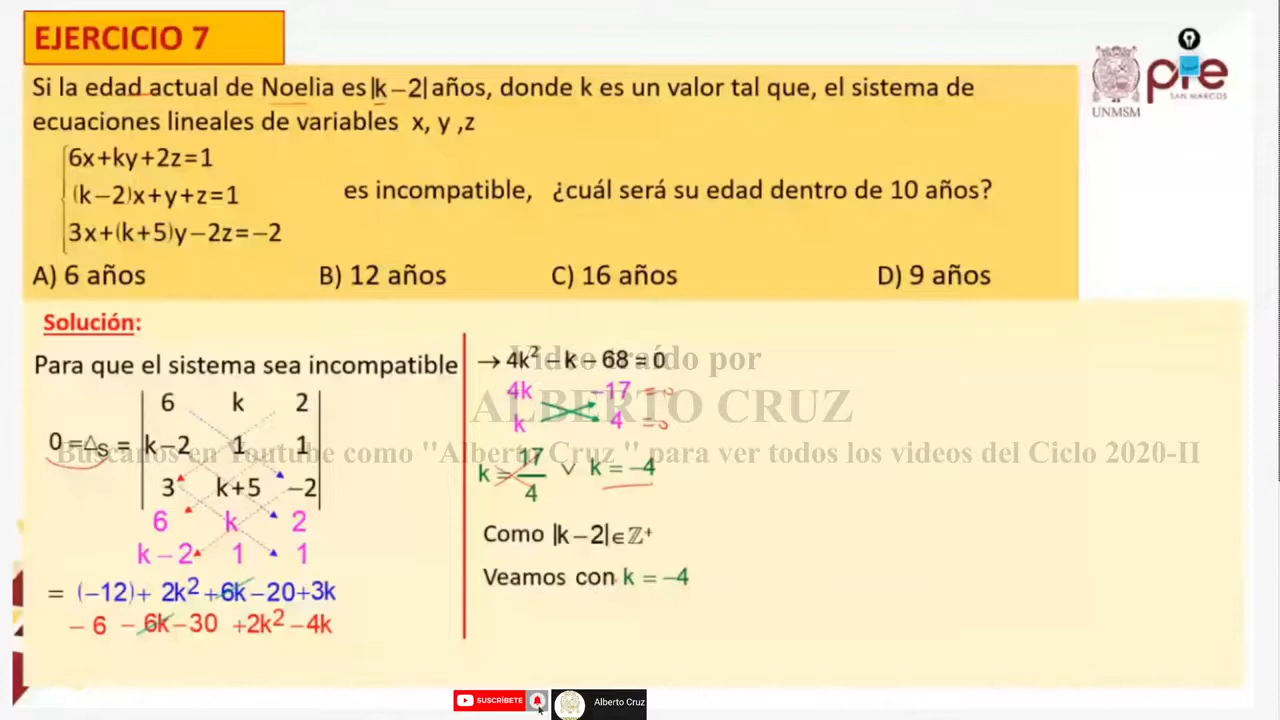 EJERCICIO 7
Si la edad actual de Noelia es |k−2| años, donde k es un valor tal que, el sistema de
ecuaciones lineales de variables x, y ,z
6x+ky+2z=1
(k−2)x+y+z=1
3x+(k+5)y−2z=−2
es incompatible, ¿cuál será su edad dentro de 10 años?
A) 6 años B) 12 años C) 16 años D) 9 años
UNMSM
pre
SAN MARCOS
Solución:
Para que el sistema sea incompatible
6 k 2
0 = △s = k−2 1 1
3 k+5 −2
6 k 2
k−2 1 1
= (−12)+ 2k² +6k−20+3k
− 6 − 6k−30 +2k²−4k
→ 4k² − k − 68 = 0
4k −17 =0
k 4 =0
k = 17/4 ∨ k = −4
Como |k−2| ∈ ℤ⁺
Veamos con k = −4
Video traído por
ALBERTO CRUZ
Buscanos en Youtube como "Alberto Cruz " para ver todos los videos del Ciclo 2020-II
SUSCRÍBETE
Alberto Cruz